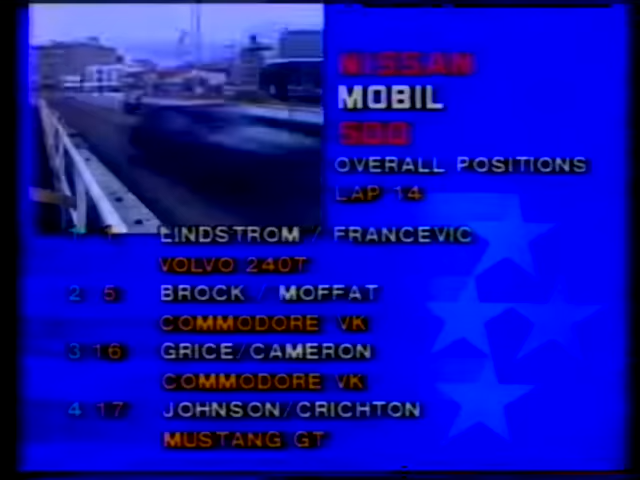 NISSAN
MOBIL
500
OVERALL POSITIONS
LAP 14
1 1 LINDSTROM / FRANCEVIC
VOLVO 240T
2 5 BROCK / MOFFAT
COMMODORE VK
3 16 GRICE/CAMERON
COMMODORE VK
4 17 JOHNSON/CRICHTON
MUSTANG GT